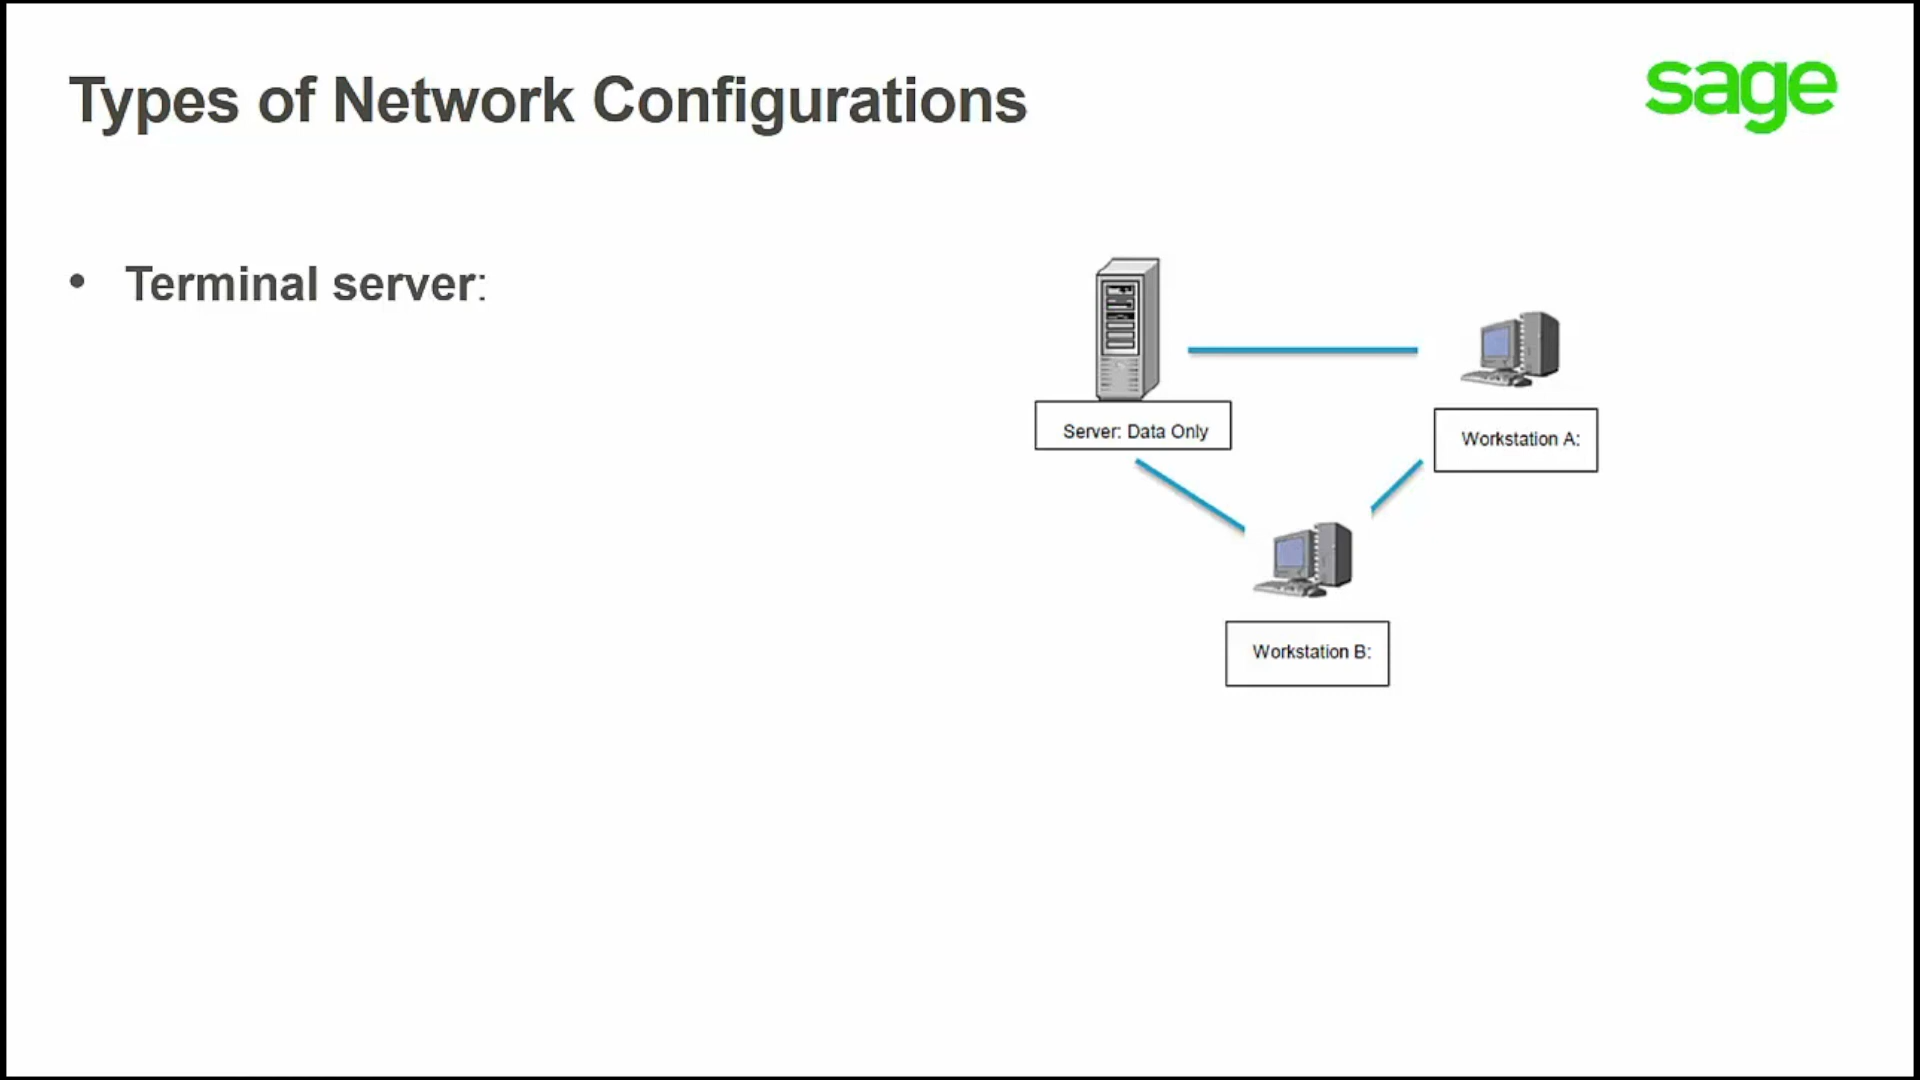 Types of Network Configurations
sage
• Terminal server:
Server: Data Only
Workstation A:
Workstation B: